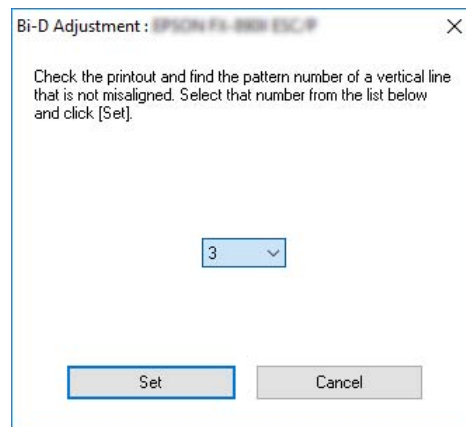 Bi-D Adjustment :
Check the printout and find the pattern number of a vertical line
that is not misaligned. Select that number from the list below
and click [Set].
3
Set
Cancel